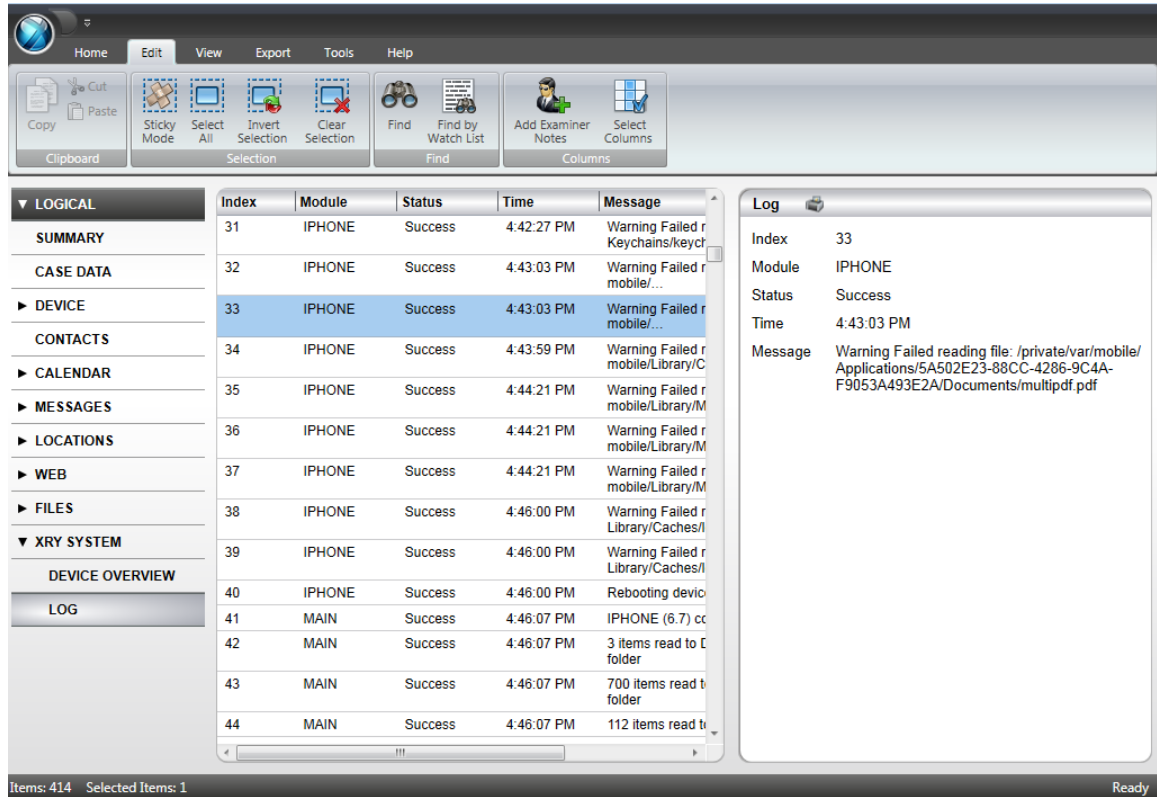 Home Edit View Export Tools Help
Copy Cut Paste Sticky Mode Select All Invert Selection Clear Selection Find Find by Watch List Add Examiner Notes Select Columns
Clipboard Selection Find Columns
▼ LOGICAL
SUMMARY
CASE DATA
► DEVICE
CONTACTS
► CALENDAR
► MESSAGES
► LOCATIONS
► WEB
► FILES
▼ XRY SYSTEM
DEVICE OVERVIEW
LOG
Index Module Status Time Message
31 IPHONE Success 4:42:27 PM Warning Failed
Keychains/keych
32 IPHONE Success 4:43:03 PM Warning Failed
mobile/...
33 IPHONE Success 4:43:03 PM Warning Failed
mobile/...
34 IPHONE Success 4:43:59 PM Warning Failed
mobile/Library/C
35 IPHONE Success 4:44:21 PM Warning Failed
mobile/Library/M
36 IPHONE Success 4:44:21 PM Warning Failed
mobile/Library/M
37 IPHONE Success 4:44:21 PM Warning Failed
mobile/Library/M
38 IPHONE Success 4:46:00 PM Warning Failed
Library/Caches/
39 IPHONE Success 4:46:00 PM Warning Failed
Library/Caches/
40 IPHONE Success 4:46:00 PM Rebooting devic
41 MAIN Success 4:46:07 PM IPHONE (6.7) co
42 MAIN Success 4:46:07 PM 3 items read to D
folder
43 MAIN Success 4:46:07 PM 700 items read t
folder
44 MAIN Success 4:46:07 PM 112 items read t
Log
Index 33
Module IPHONE
Status Success
Time 4:43:03 PM
Message Warning Failed reading file: /private/var/mobile/
Applications/5A502E23-88CC-4286-9C4A-
F9053A493E2A/Documents/multipdf.pdf
Items: 414 Selected Items: 1 Ready